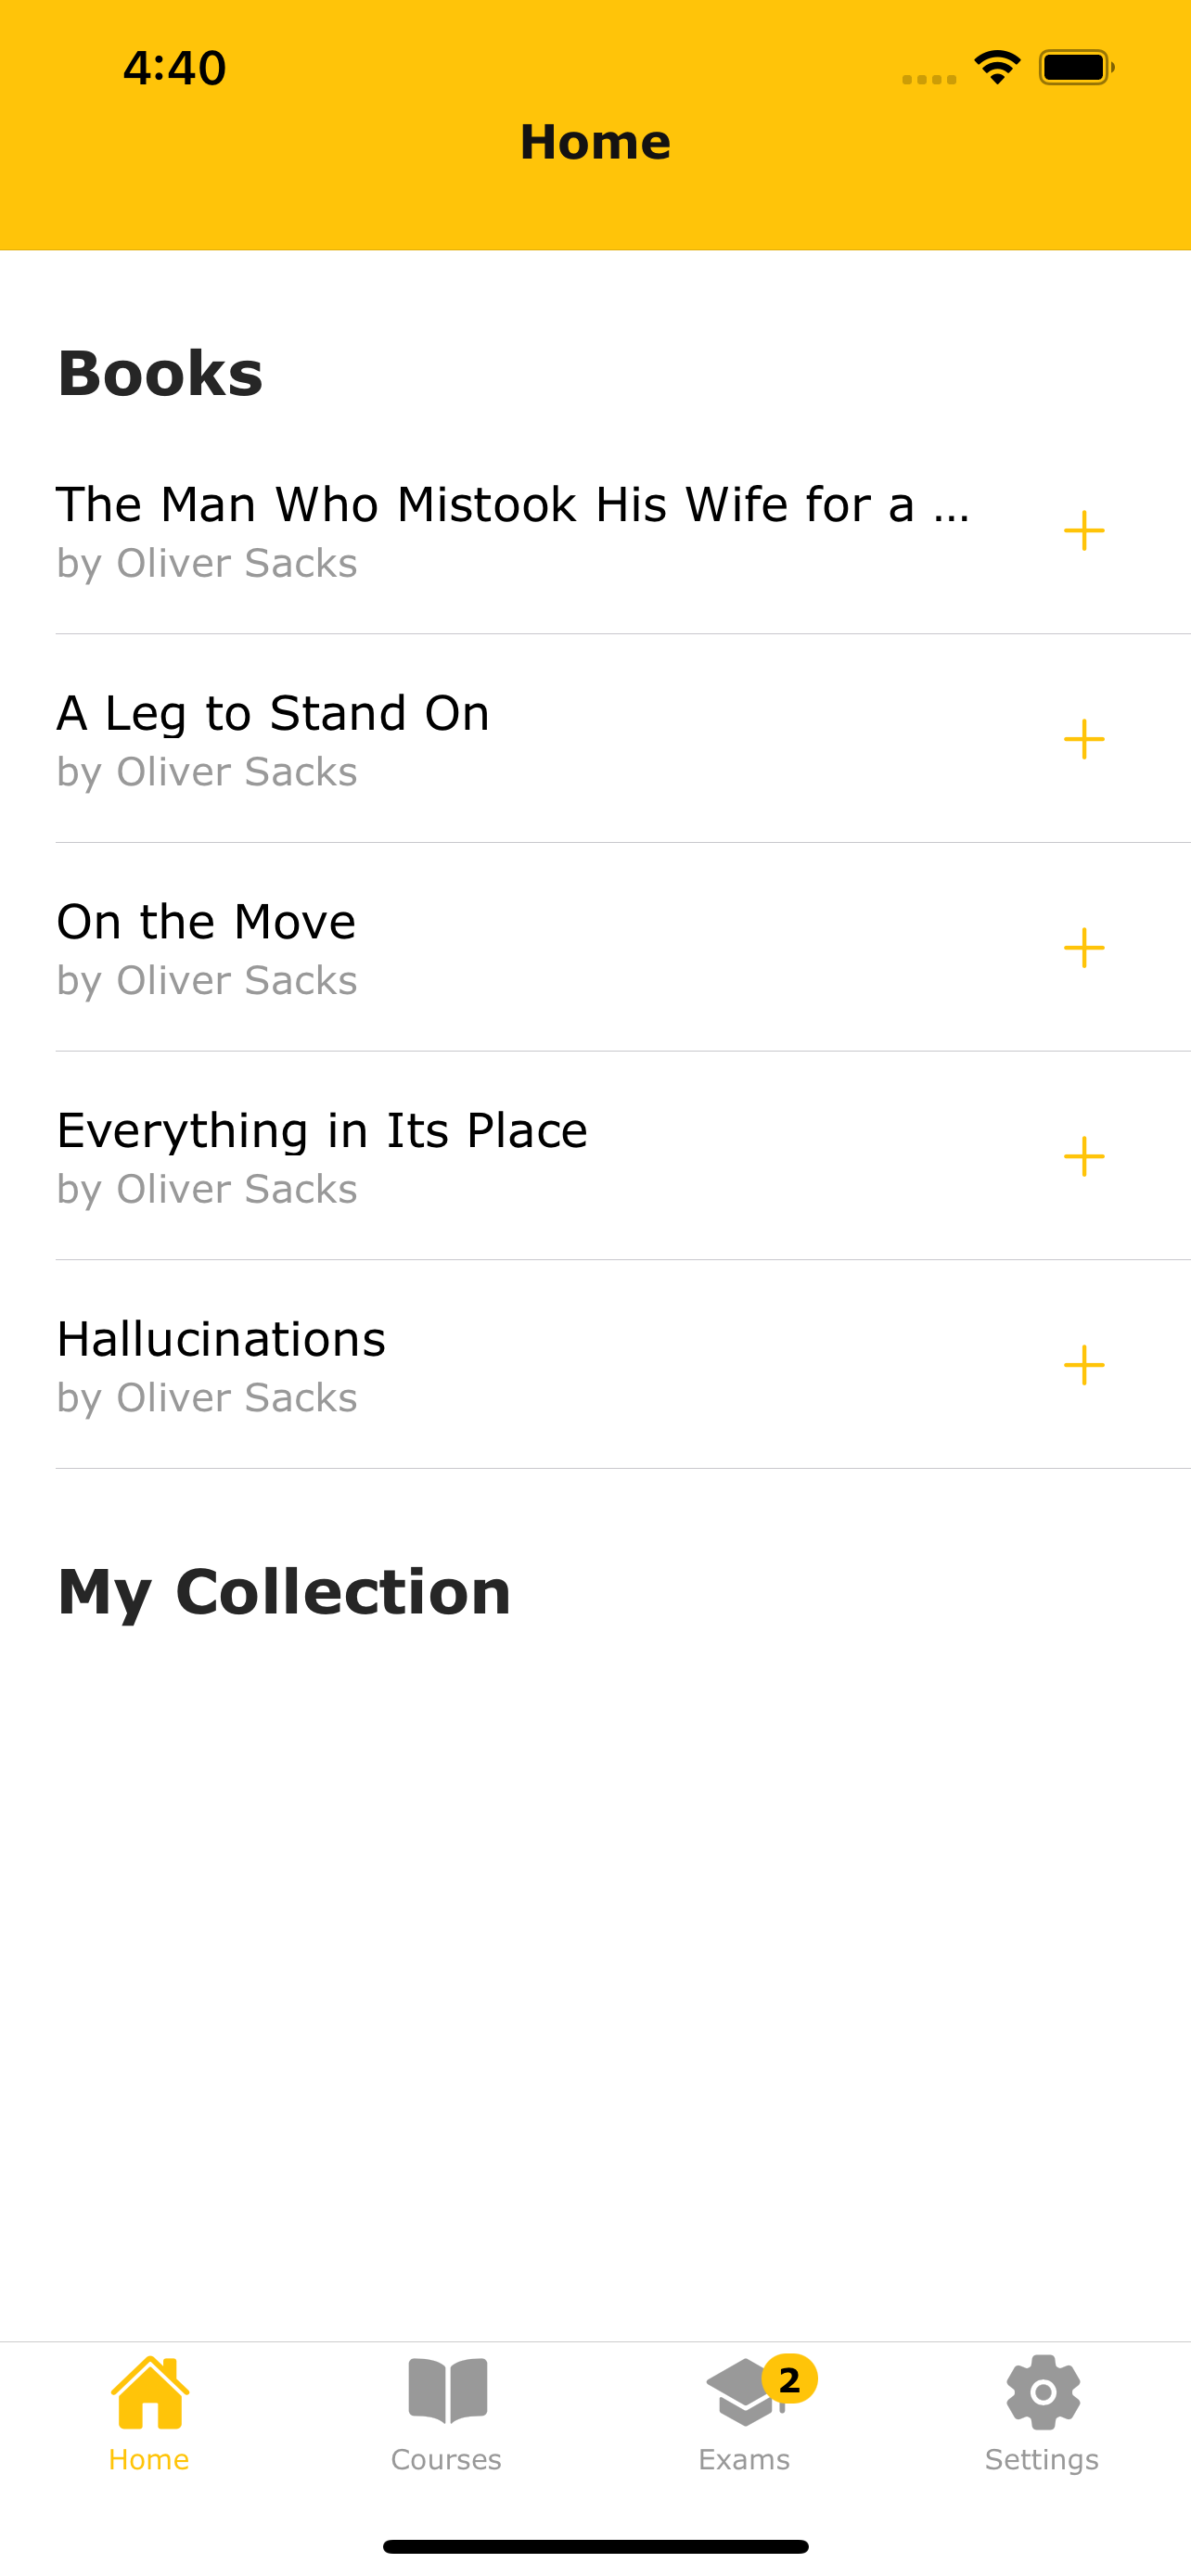 4:40
Home
Books
The Man Who Mistook His Wife for a ...
by Oliver Sacks
A Leg to Stand On
by Oliver Sacks
On the Move
by Oliver Sacks
Everything in Its Place
by Oliver Sacks
Hallucinations
by Oliver Sacks
My Collection
2
Home Courses Exams Settings